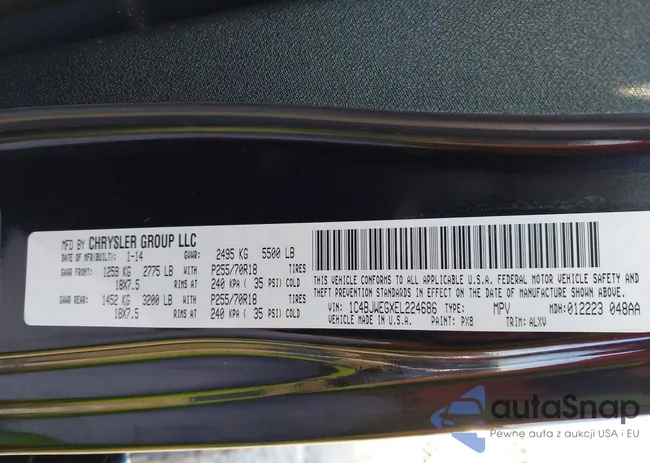 MFD BY CHRYSLER GROUP LLC
DATE OF MFR(BUILT): 1-14 GVWR: 2495 KG 5500 LB
GAWR FRONT: 1259 KG 2775 LB WITH P255/70R18 TIRES
18X7.5 RIMS AT 240 KPA ( 35 PSI) COLD
GAWR REAR: 1452 KG 3200 LB WITH P255/70R18 TIRES
18X7.5 RIMS AT 240 KPA ( 35 PSI) COLD
THIS VEHICLE CONFORMS TO ALL APPLICABLE U.S.A. FEDERAL MOTOR VEHICLE SAFETY AND
THEFT PREVENTION STANDARDS IN EFFECT ON THE DATE OF MANUFACTURE SHOWN ABOVE.
VIN: 1C4BJWEGXEL224686 TYPE: MPV MDH:012223 048AA
VEHICLE MADE IN U.S.A. PAINT: PX8 TRIM: ALXV
autaSnap
Pewne auta z aukcji USA i EU